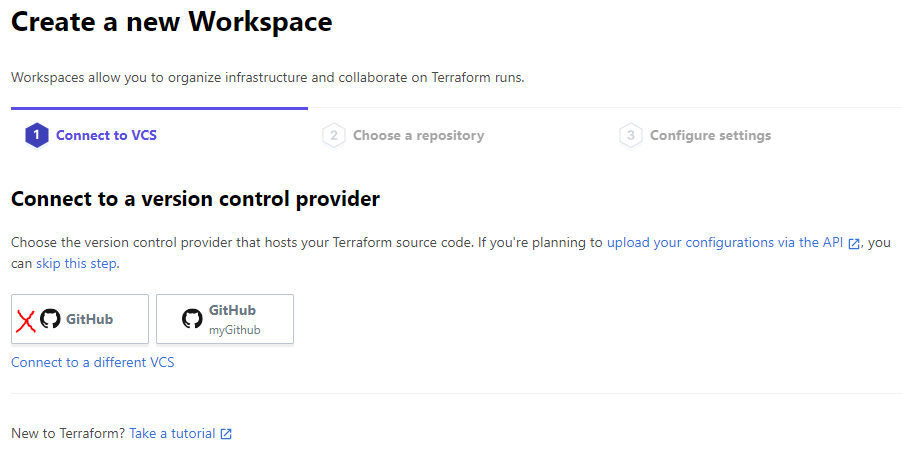 Create a new Workspace
Workspaces allow you to organize infrastructure and collaborate on Terraform runs.
1 Connect to VCS
2 Choose a repository
3 Configure settings
Connect to a version control provider
Choose the version control provider that hosts your Terraform source code. If you're planning to upload your configurations via the API, you
can skip this step.
GitHub
GitHub
myGithub
Connect to a different VCS
New to Terraform? Take a tutorial